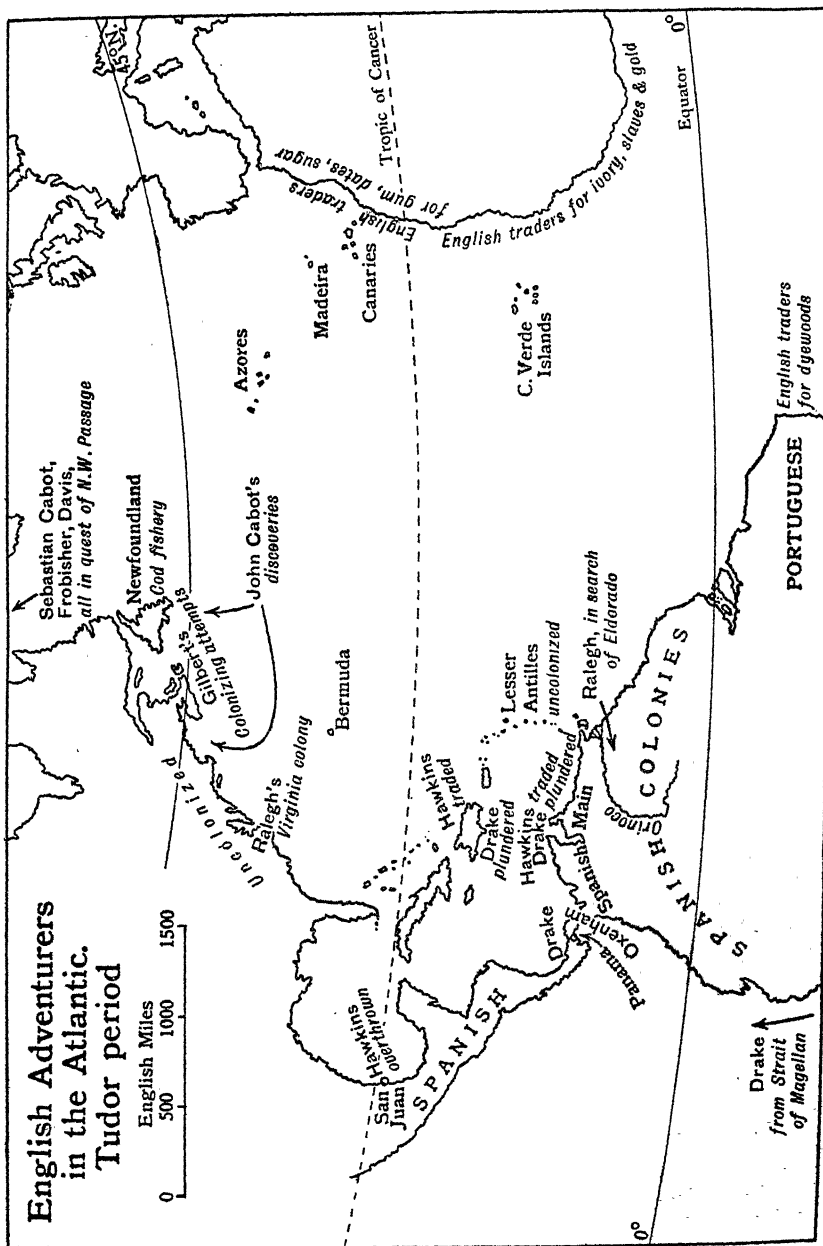 English Adventurers
in the Atlantic.
Tudor period
English Miles
0 500 1000 1500
Sebastian Cabot,
Frobisher, Davis,
all in quest of N.W. Passage
Newfoundland
Cod fishery
Gilbert's
Colonizing attempts
John Cabot's
discoveries
Uncolonized
Ralegh's
Virginia colony
Bermuda
Azores
Madeira
Canaries
C. Verde
Islands
45°N.
Tropic of Cancer
English traders
for gum, dates, sugar
English traders for ivory, slaves & gold
Equator
0°
0°
San
Juan
Hawkins
overthrown
SPANISH
Hawkins
traded
Drake
plundered
Lesser
Antilles
uncolonized
Hawkins traded
Drake plundered
Spanish Main
Drake
Oxenham
Panama
Ralegh, in search
of Eldorado
Orinoco
SPANISH COLONIES
PORTUGUESE
English traders
for dyewoods
Drake
from Strait
of Magellan